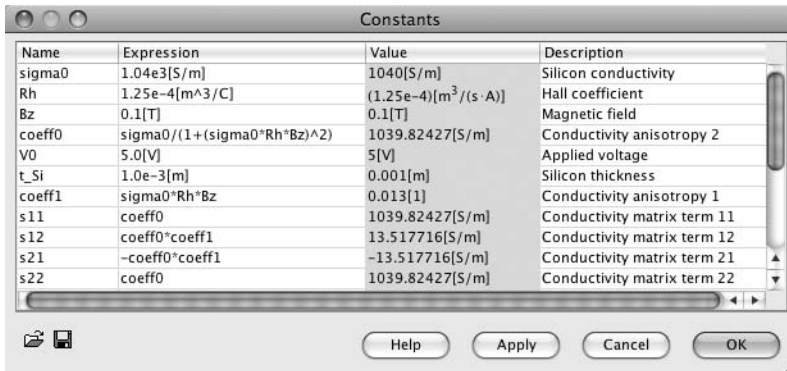 Constants
Name Expression Value Description
sigma0 1.04e3[S/m] 1040[S/m] Silicon conductivity
Rh 1.25e-4[m^3/C] (1.25e-4)[m³/(s·A)] Hall coefficient
Bz 0.1[T] 0.1[T] Magnetic field
coeff0 sigma0/(1+(sigma0*Rh*Bz)^2) 1039.82427[S/m] Conductivity anisotropy 2
V0 5.0[V] 5[V] Applied voltage
t_Si 1.0e-3[m] 0.001[m] Silicon thickness
coeff1 sigma0*Rh*Bz 0.013[1] Conductivity anisotropy 1
s11 coeff0 1039.82427[S/m] Conductivity matrix term 11
s12 coeff0*coeff1 13.517716[S/m] Conductivity matrix term 12
s21 -coeff0*coeff1 -13.517716[S/m] Conductivity matrix term 21
s22 coeff0 1039.82427[S/m] Conductivity matrix term 22
Help Apply Cancel OK